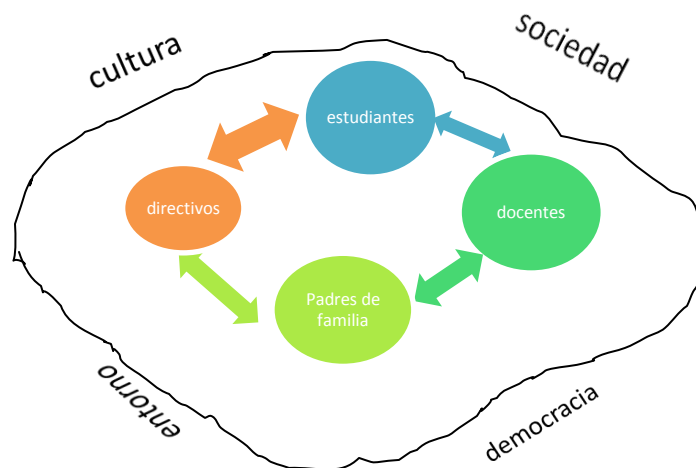 cultura
sociedad
estudiantes
directivos
docentes
Padres de
familia
entorno
democracia